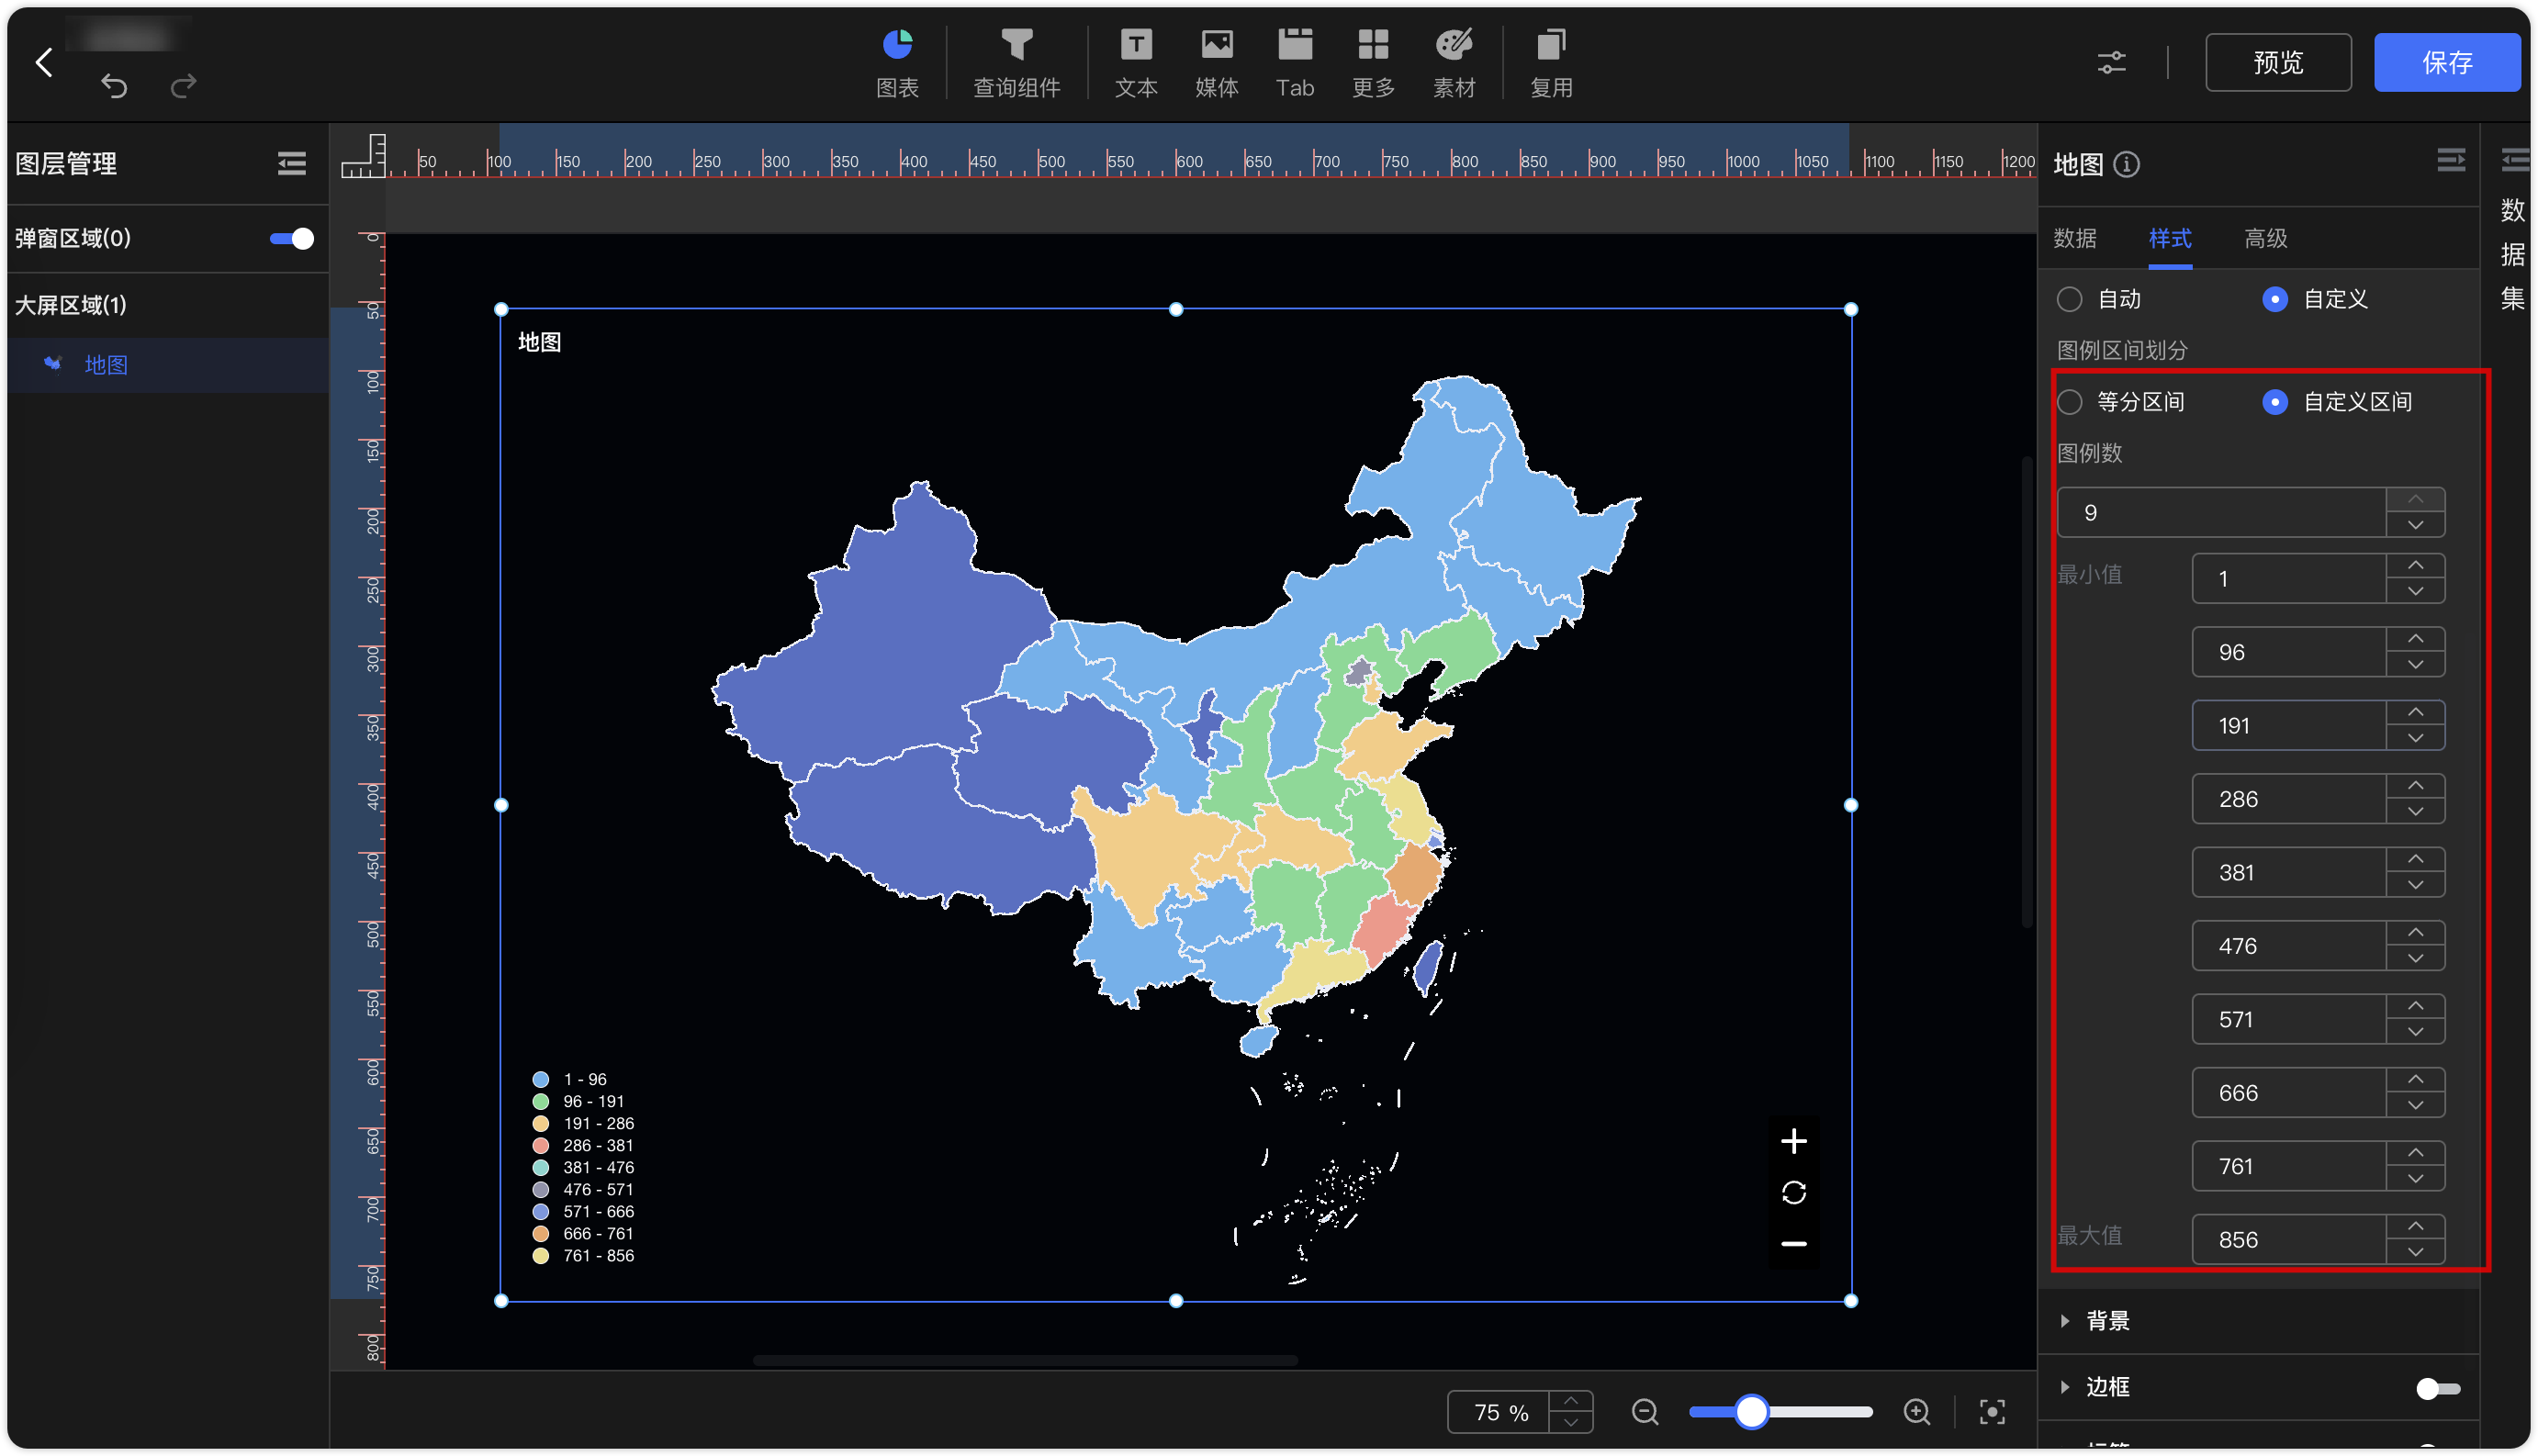 图表
查询组件
文本
媒体
Tab
更多
素材
复用
预览
保存
图层管理
弹窗区域(0)
大屏区域(1)
地图
50 100 150 200 250 300 350 400 450 500 550 600 650 700 750 800 850 900 950 1000 1050 1100 1150 1200
0
50
100
150
200
250
300
350
400
450
500
550
600
650
700
750
800
地图
1 - 96
96 - 191
191 - 286
286 - 381
381 - 476
476 - 571
571 - 666
666 - 761
761 - 856
75 %
地图
数据 样式 高级
自动 自定义
图例区间划分
等分区间 自定义区间
图例数
9
最小值 1
96
191
286
381
476
571
666
761
最大值 856
背景
边框
数
据
集